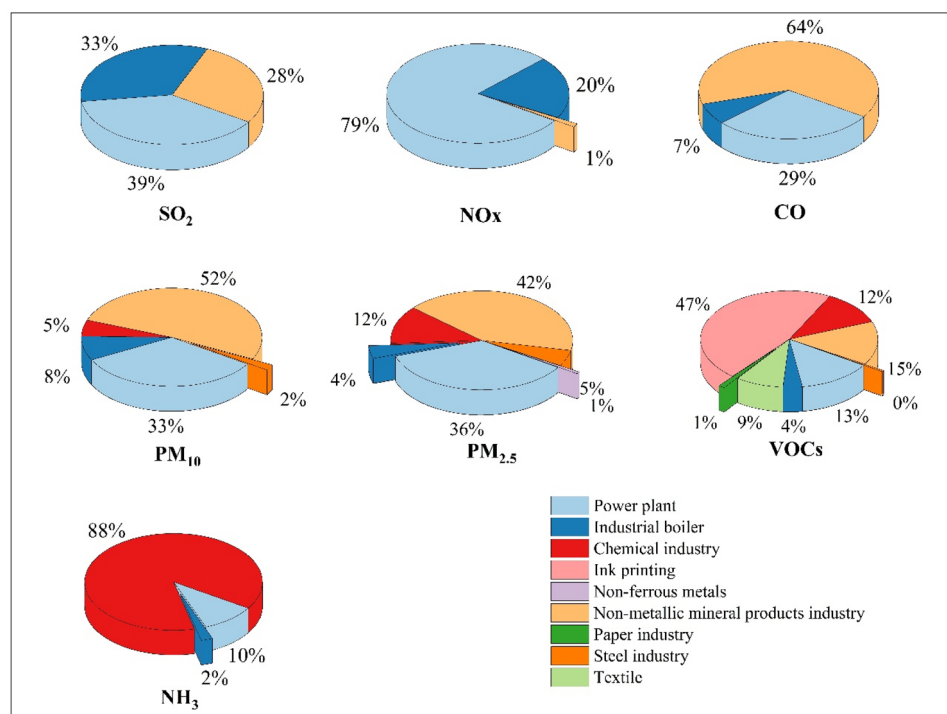 33%
28%
39%
SO₂
79%
20%
1%
NOx
64%
7%
29%
CO
52%
5%
8%
33%
2%
PM₁₀
42%
12%
4%
36%
5%
1%
PM₂.₅
47%
12%
15%
0%
13%
4%
9%
1%
VOCs
88%
10%
2%
NH₃
Power plant
Industrial boiler
Chemical industry
Ink printing
Non-ferrous metals
Non-metallic mineral products industry
Paper industry
Steel industry
Textile